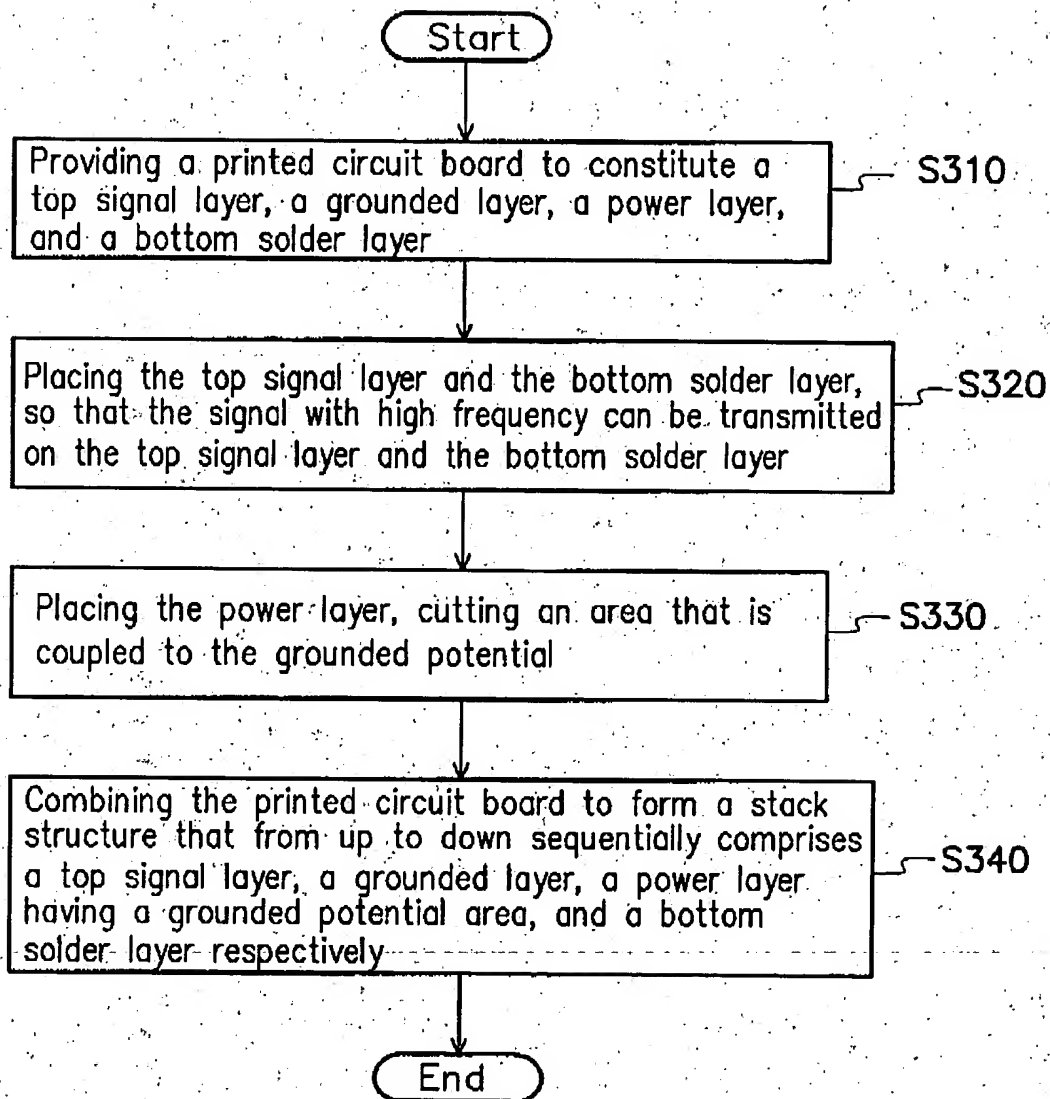 Start
Providing a printed circuit board to constitute a
top signal layer, a grounded layer, a power layer,
and a bottom solder layer
S310
Placing the top signal layer and the bottom solder layer,
so that the signal with high frequency can be transmitted
on the top signal layer and the bottom solder layer
S320
Placing the power layer, cutting an area that is
coupled to the grounded potential
S330
Combining the printed circuit board to form a stack
structure that from up to down sequentially comprises
a top signal layer, a grounded layer, a power layer
having a grounded potential area, and a bottom
solder layer respectively
S340
End